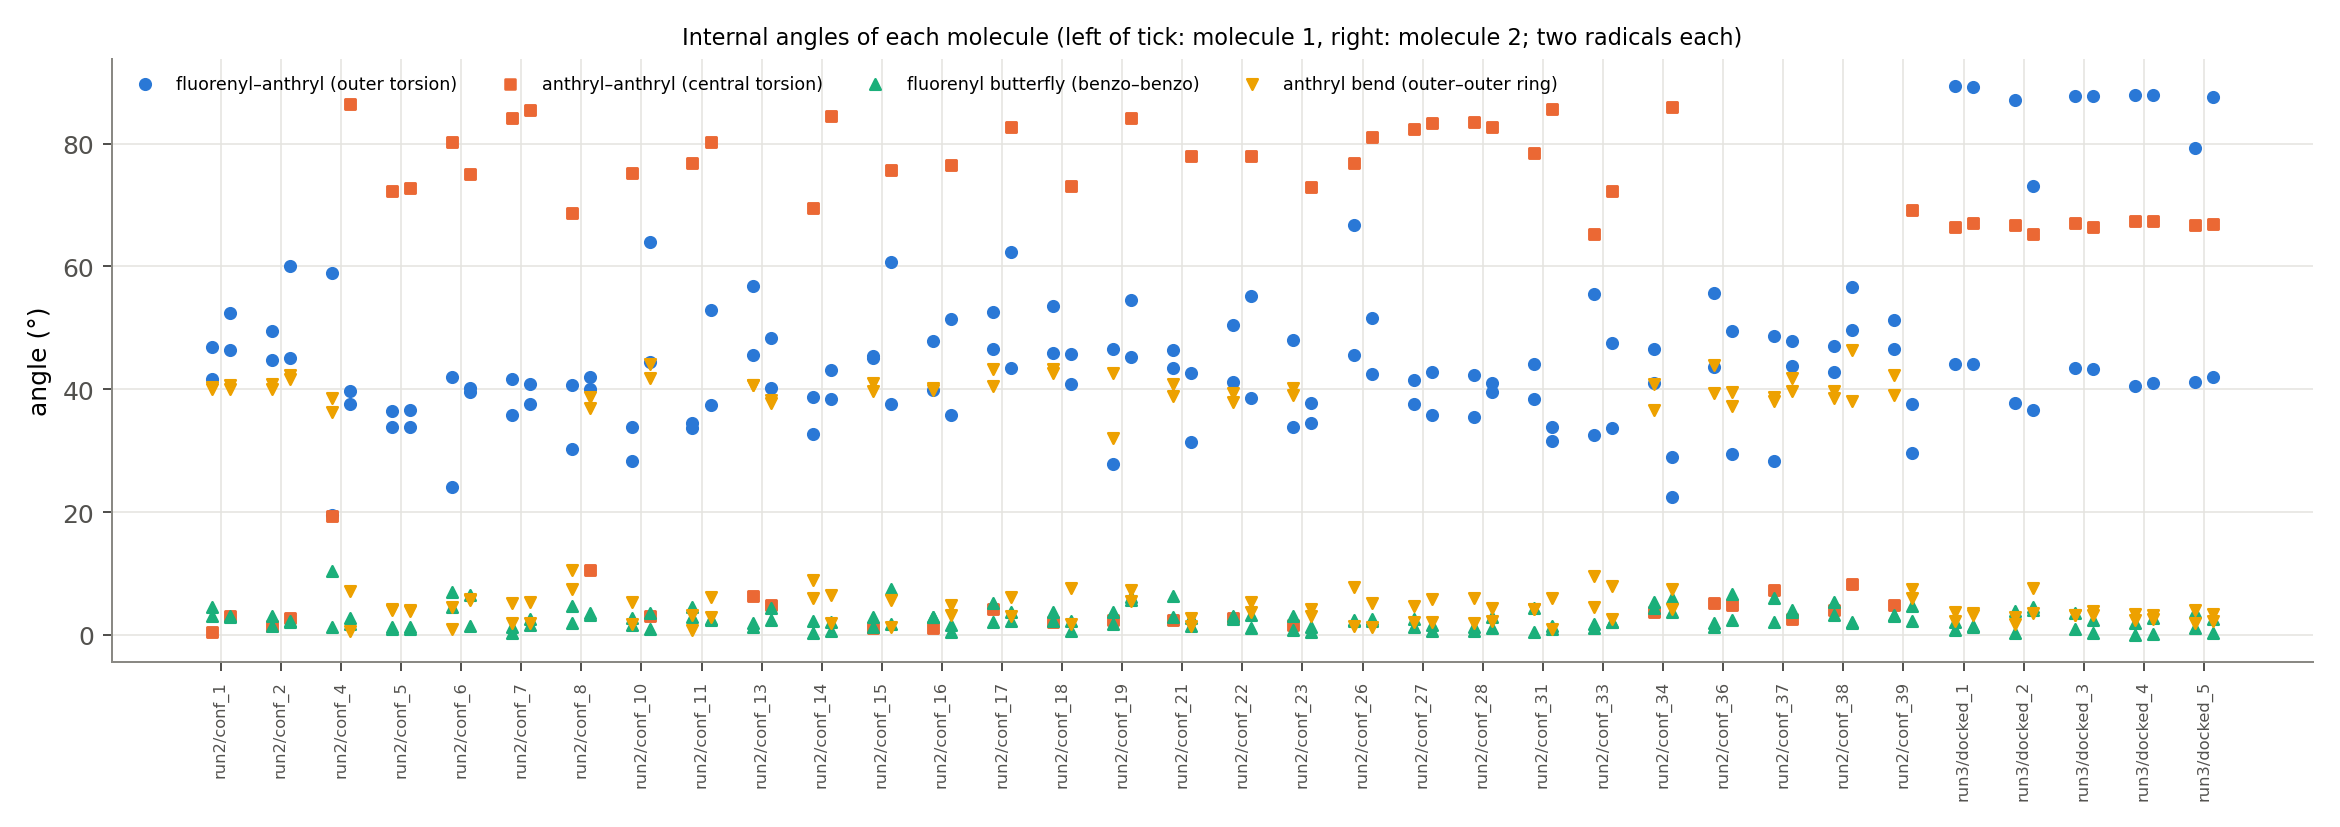 Internal angles of each molecule (left of tick: molecule 1, right: molecule 2; two radicals each)
fluorenyl–anthryl (outer torsion)
anthryl–anthryl (central torsion)
fluorenyl butterfly (benzo–benzo)
anthryl bend (outer–outer ring)
angle (°)
80
60
40
20
0
run2/conf_1
run2/conf_2
run2/conf_4
run2/conf_5
run2/conf_6
run2/conf_7
run2/conf_8
run2/conf_10
run2/conf_11
run2/conf_13
run2/conf_14
run2/conf_15
run2/conf_16
run2/conf_17
run2/conf_18
run2/conf_19
run2/conf_21
run2/conf_22
run2/conf_23
run2/conf_26
run2/conf_27
run2/conf_28
run2/conf_31
run2/conf_33
run2/conf_34
run2/conf_36
run2/conf_37
run2/conf_38
run2/conf_39
run3/docked_1
run3/docked_2
run3/docked_3
run3/docked_4
run3/docked_5